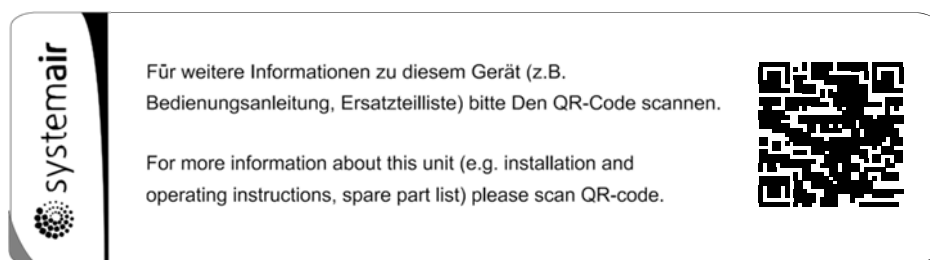 systemair
Für weitere Informationen zu diesem Gerät (z.B.
Bedienungsanleitung, Ersatzteilliste) bitte Den QR-Code scannen.
For more information about this unit (e.g. installation and
operating instructions, spare part list) please scan QR-code.